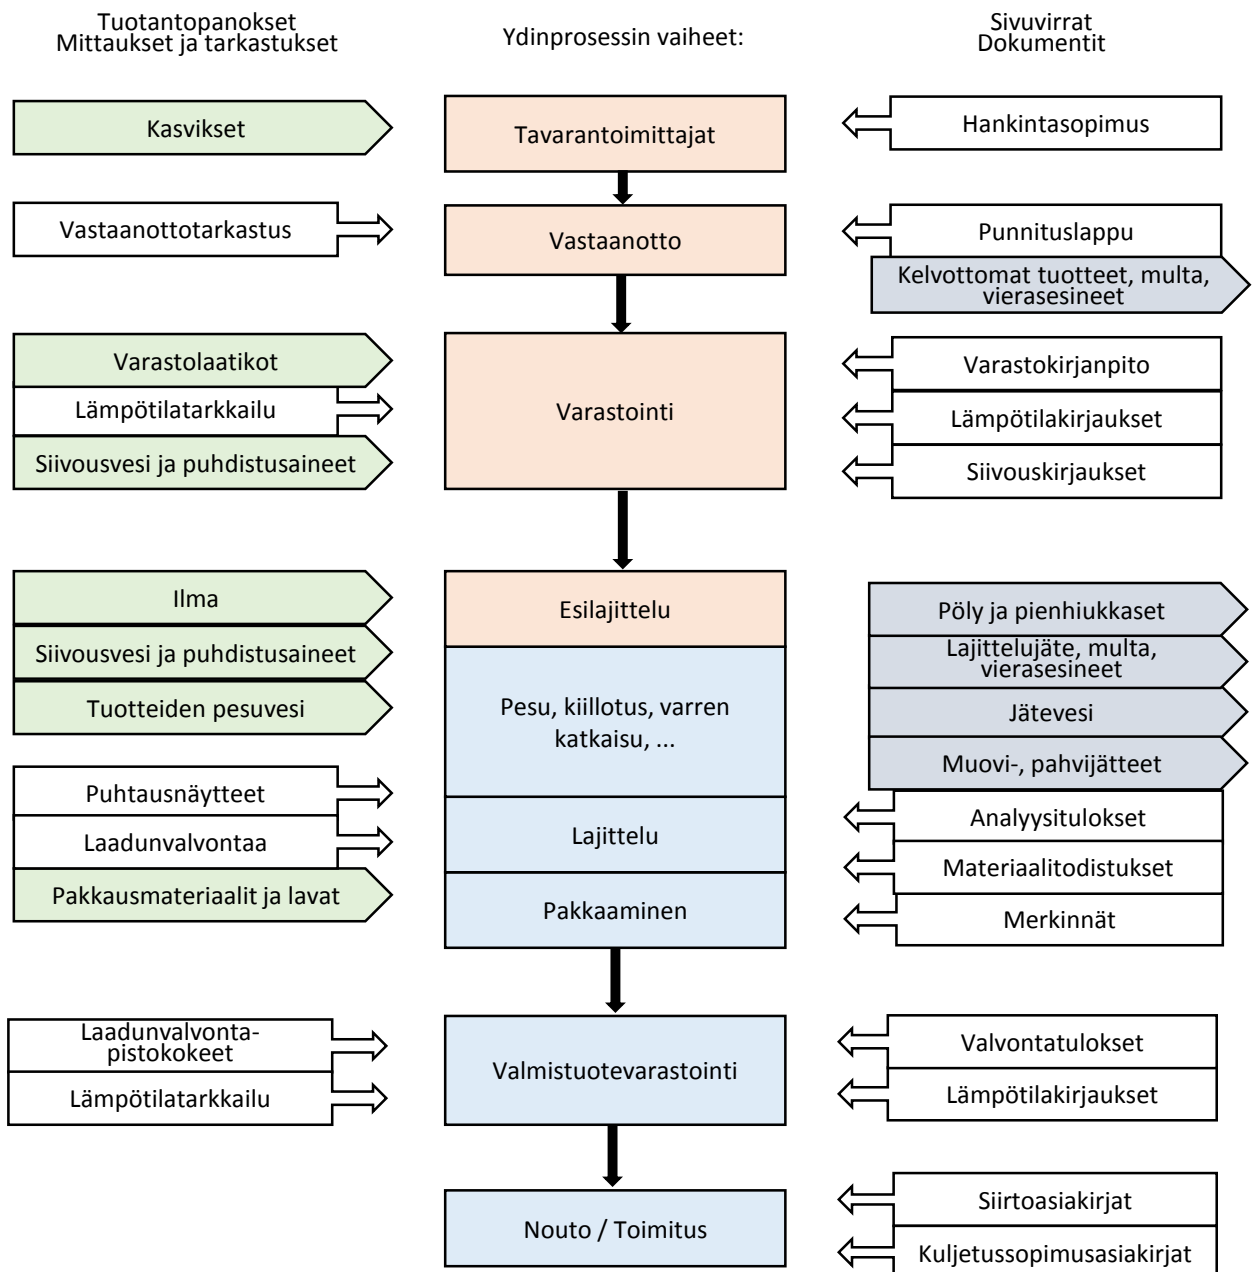 Tuotantopanokset
Mittaukset ja tarkastukset
Ydinprosessin vaiheet:
Sivuvirrat
Dokumentit
Kasvikset
Tavarantoimittajat
Hankintasopimus
Vastaanottotarkastus
Vastaanotto
Punnituslappu
Kelvottomat tuotteet, multa,
vierasesineet
Varastolaatikot
Lämpötilatarkkailu
Siivousvesi ja puhdistusaineet
Varastointi
Varastokirjanpito
Lämpötilakirjaukset
Siivouskirjaukset
Ilma
Siivousvesi ja puhdistusaineet
Tuotteiden pesuvesi
Puhtausnäytteet
Laadunvalvontaa
Pakkausmateriaalit ja lavat
Esilajittelu
Pesu, kiillotus, varren
katkaisu, ...
Lajittelu
Pakkaaminen
Pöly ja pienhiukkaset
Lajittelujäte, multa,
vierasesineet
Jätevesi
Muovi-, pahvijätteet
Analyysitulokset
Materiaalitodistukset
Merkinnät
Laadunvalvonta-
pistokokeet
Lämpötilatarkkailu
Valmistuotevarastointi
Valvontatulokset
Lämpötilakirjaukset
Nouto / Toimitus
Siirtoasiakirjat
Kuljetussopimusasiakirjat